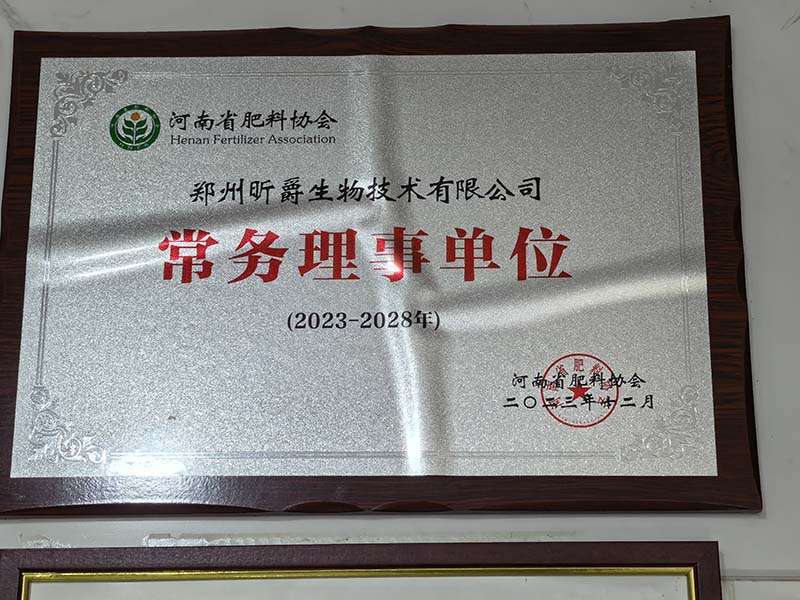 河南省肥料协会
Henan Fertilizer Association
郑州昕爵生物技术有限公司
常务理事单位
(2023-2028年)
河南省肥料协会
二〇二三年十二月